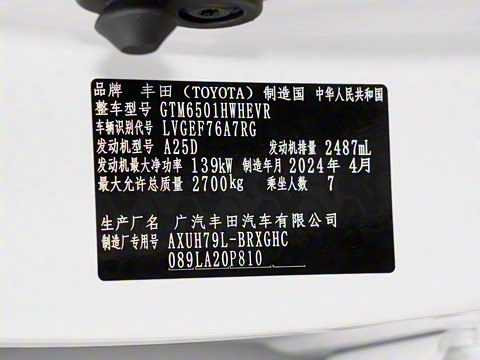 品牌 丰田（TOYOTA） 制造国 中华人民共和国
整车型号 GTM6501HWHEVR
车辆识别代号 LVGEF76A7RG
发动机型号 A25D 发动机排量 2487mL
发动机最大净功率 139kW 制造年月 2024年 4月
最大允许总质量 2700kg 乘坐人数 7
生产厂名 广汽丰田汽车有限公司
制造厂专用号 AXUH79L-BRXGHC
089LA20P810